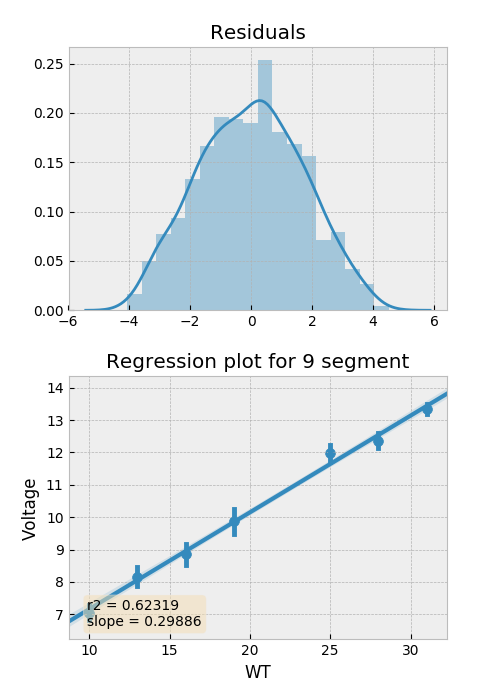 Residuals
0.25
0.20
0.15
0.10
0.05
0.00
−6 −4 −2 0 2 4 6
Regression plot for 9 segment
14
13
12
11
10
9
8
7
Voltage
r2 = 0.62319
slope = 0.29886
10 15 20 25 30
WT